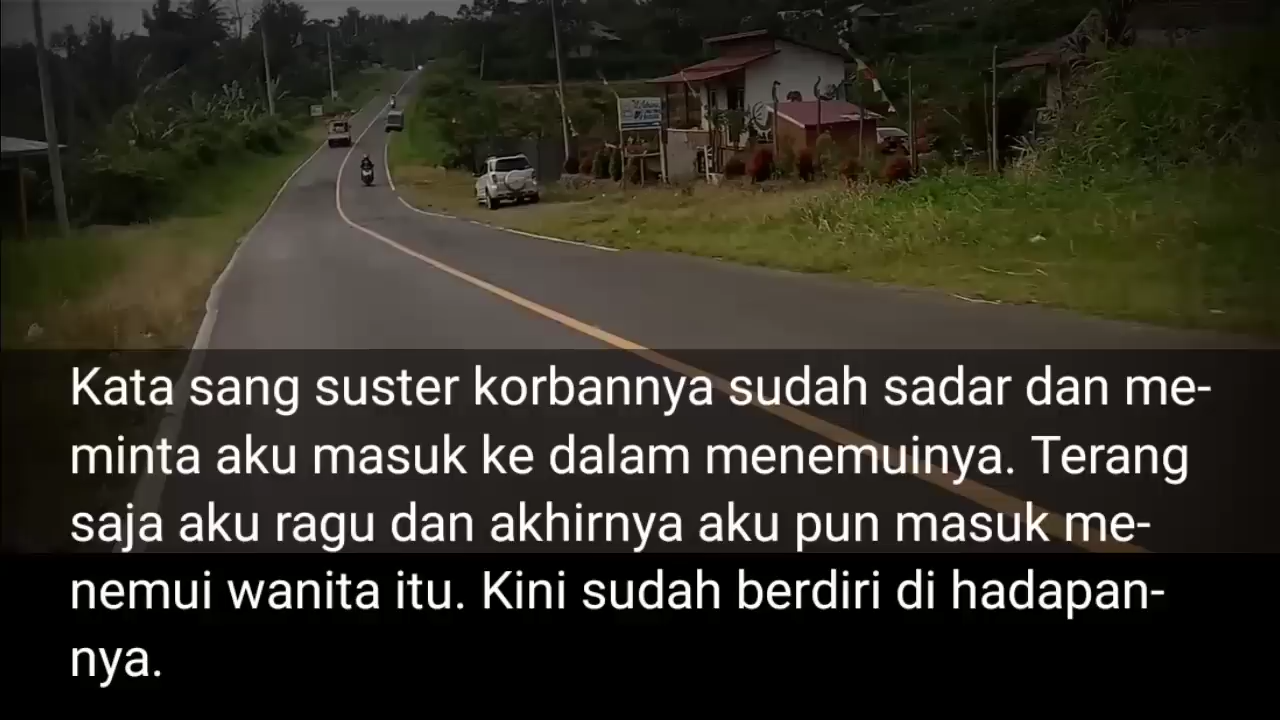 Kata sang suster korbannya sudah sadar dan me-
minta aku masuk ke dalam menemuinya. Terang
saja aku ragu dan akhirnya aku pun masuk me-
nemui wanita itu. Kini sudah berdiri di hadapan-
nya.